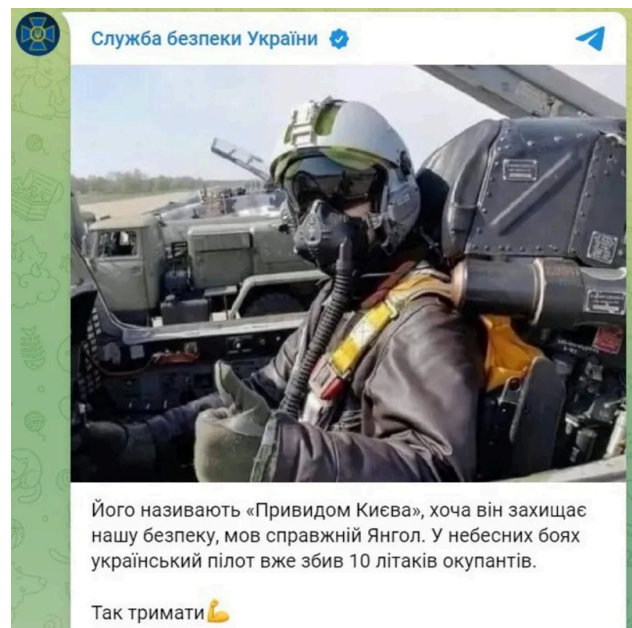 Служба безпеки України
Його називають «Привидом Києва», хоча він захищає
нашу безпеку, мов справжній Янгол. У небесних боях
український пілот вже збив 10 літаків окупантів.
Так тримати💪